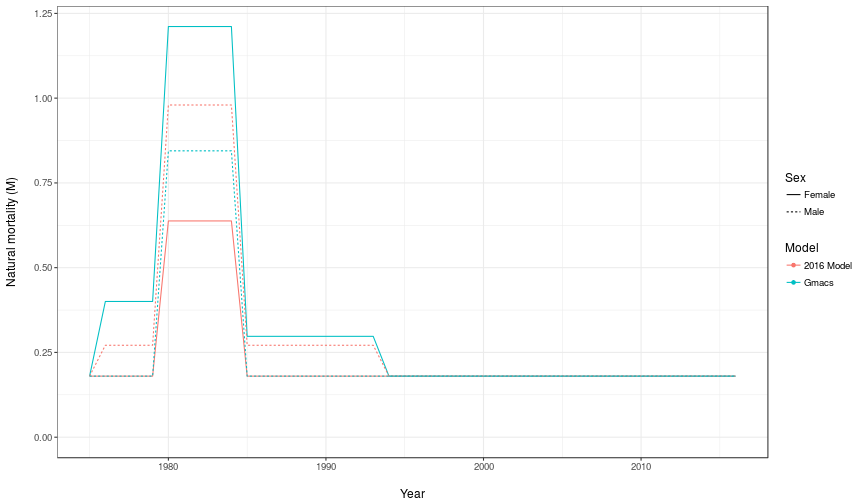 1.25
1.00
0.75
0.50
0.25
0.00
Natural mortality (M)
1980
1990
2000
2010
Year
Sex
Female
Male
Model
2016 Model
Gmacs